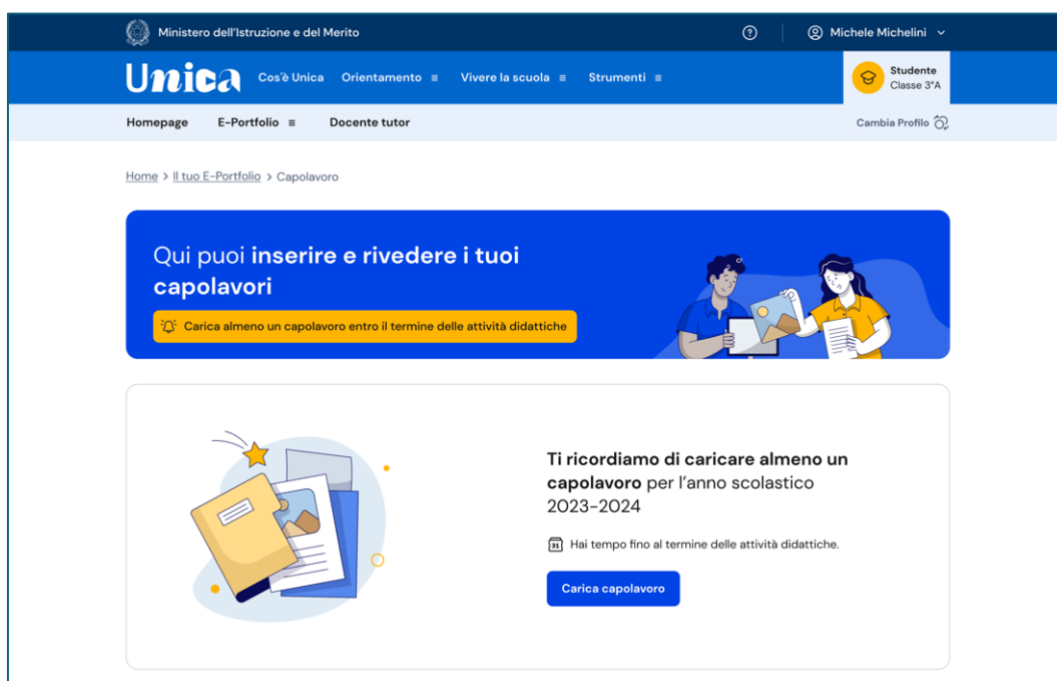 Ministero dell'Istruzione e del Merito
Michele Michelini
Unica
Cos'è Unica Orientamento Vivere la scuola Strumenti
Studente
Classe 3°A
Homepage E-Portfolio Docente tutor
Cambia Profilo
Home > Il tuo E-Portfolio > Capolavoro
Qui puoi inserire e rivedere i tuoi
capolavori
Carica almeno un capolavoro entro il termine delle attività didattiche
Ti ricordiamo di caricare almeno un
capolavoro per l'anno scolastico
2023-2024
Hai tempo fino al termine delle attività didattiche.
Carica capolavoro